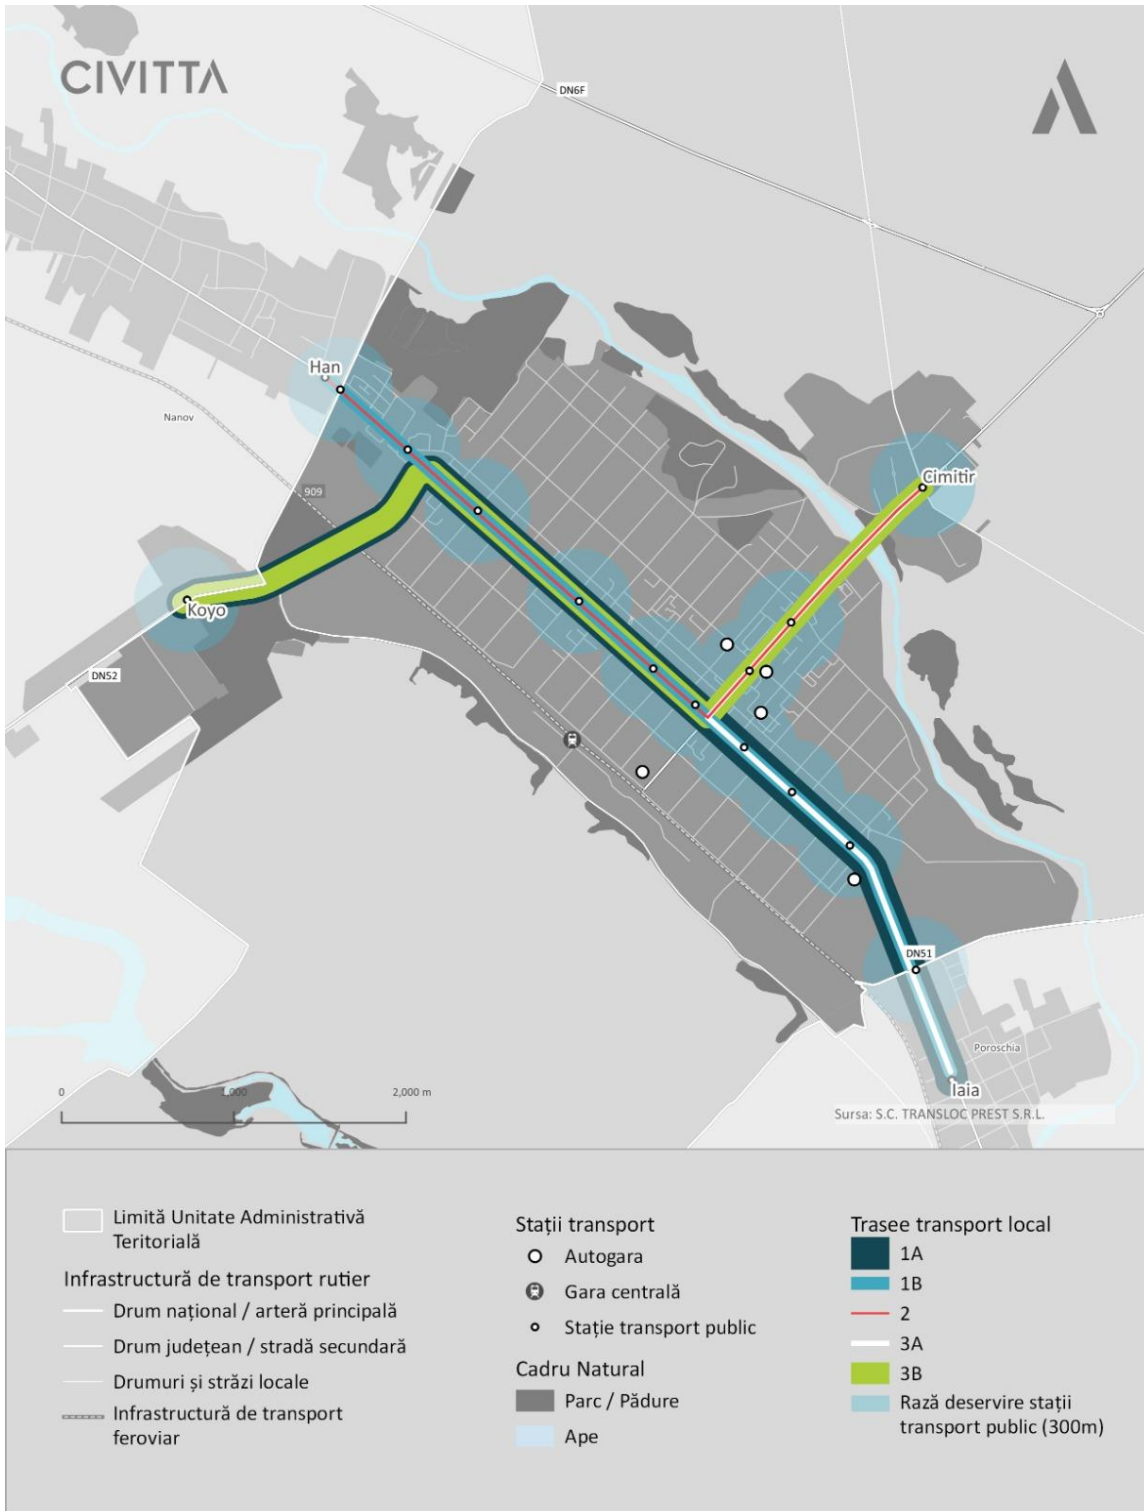 CIVITTA
DN6F
Han
Nanov
Cimitir
909
Koyo
DN52
DN51
Poroschia
Iaia
0 1,000 2,000 m
Sursa: S.C. TRANSLOC PREST S.R.L.
Limită Unitate Administrativă
Teritorială
Infrastructură de transport rutier
Drum național / arteră principală
Drum județean / stradă secundară
Drumuri și străzi locale
Infrastructură de transport
feroviar
Stații transport
Autogara
Gara centrală
Stație transport public
Cadru Natural
Parc / Pădure
Ape
Trasee transport local
1A
1B
2
3A
3B
Rază deservire stații
transport public (300m)